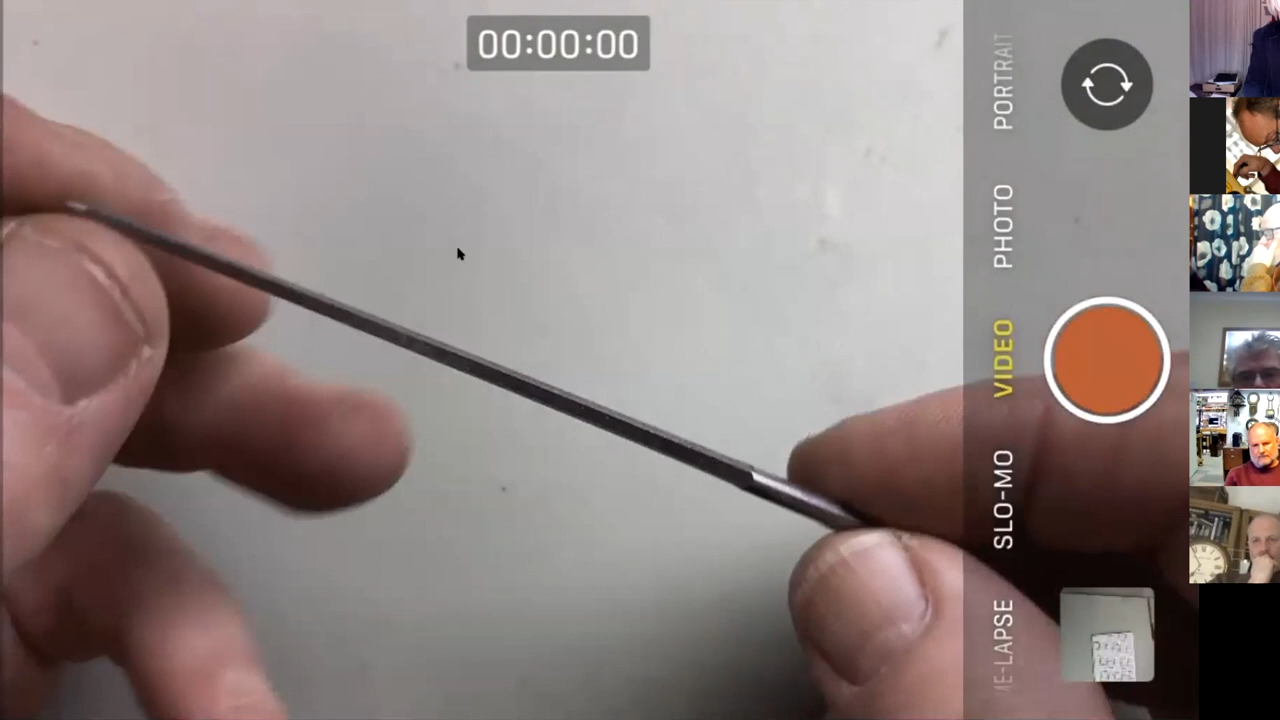 00:00:00
PORTRAIT
PHOTO
VIDEO
SLO-MO
ME-LAPSE